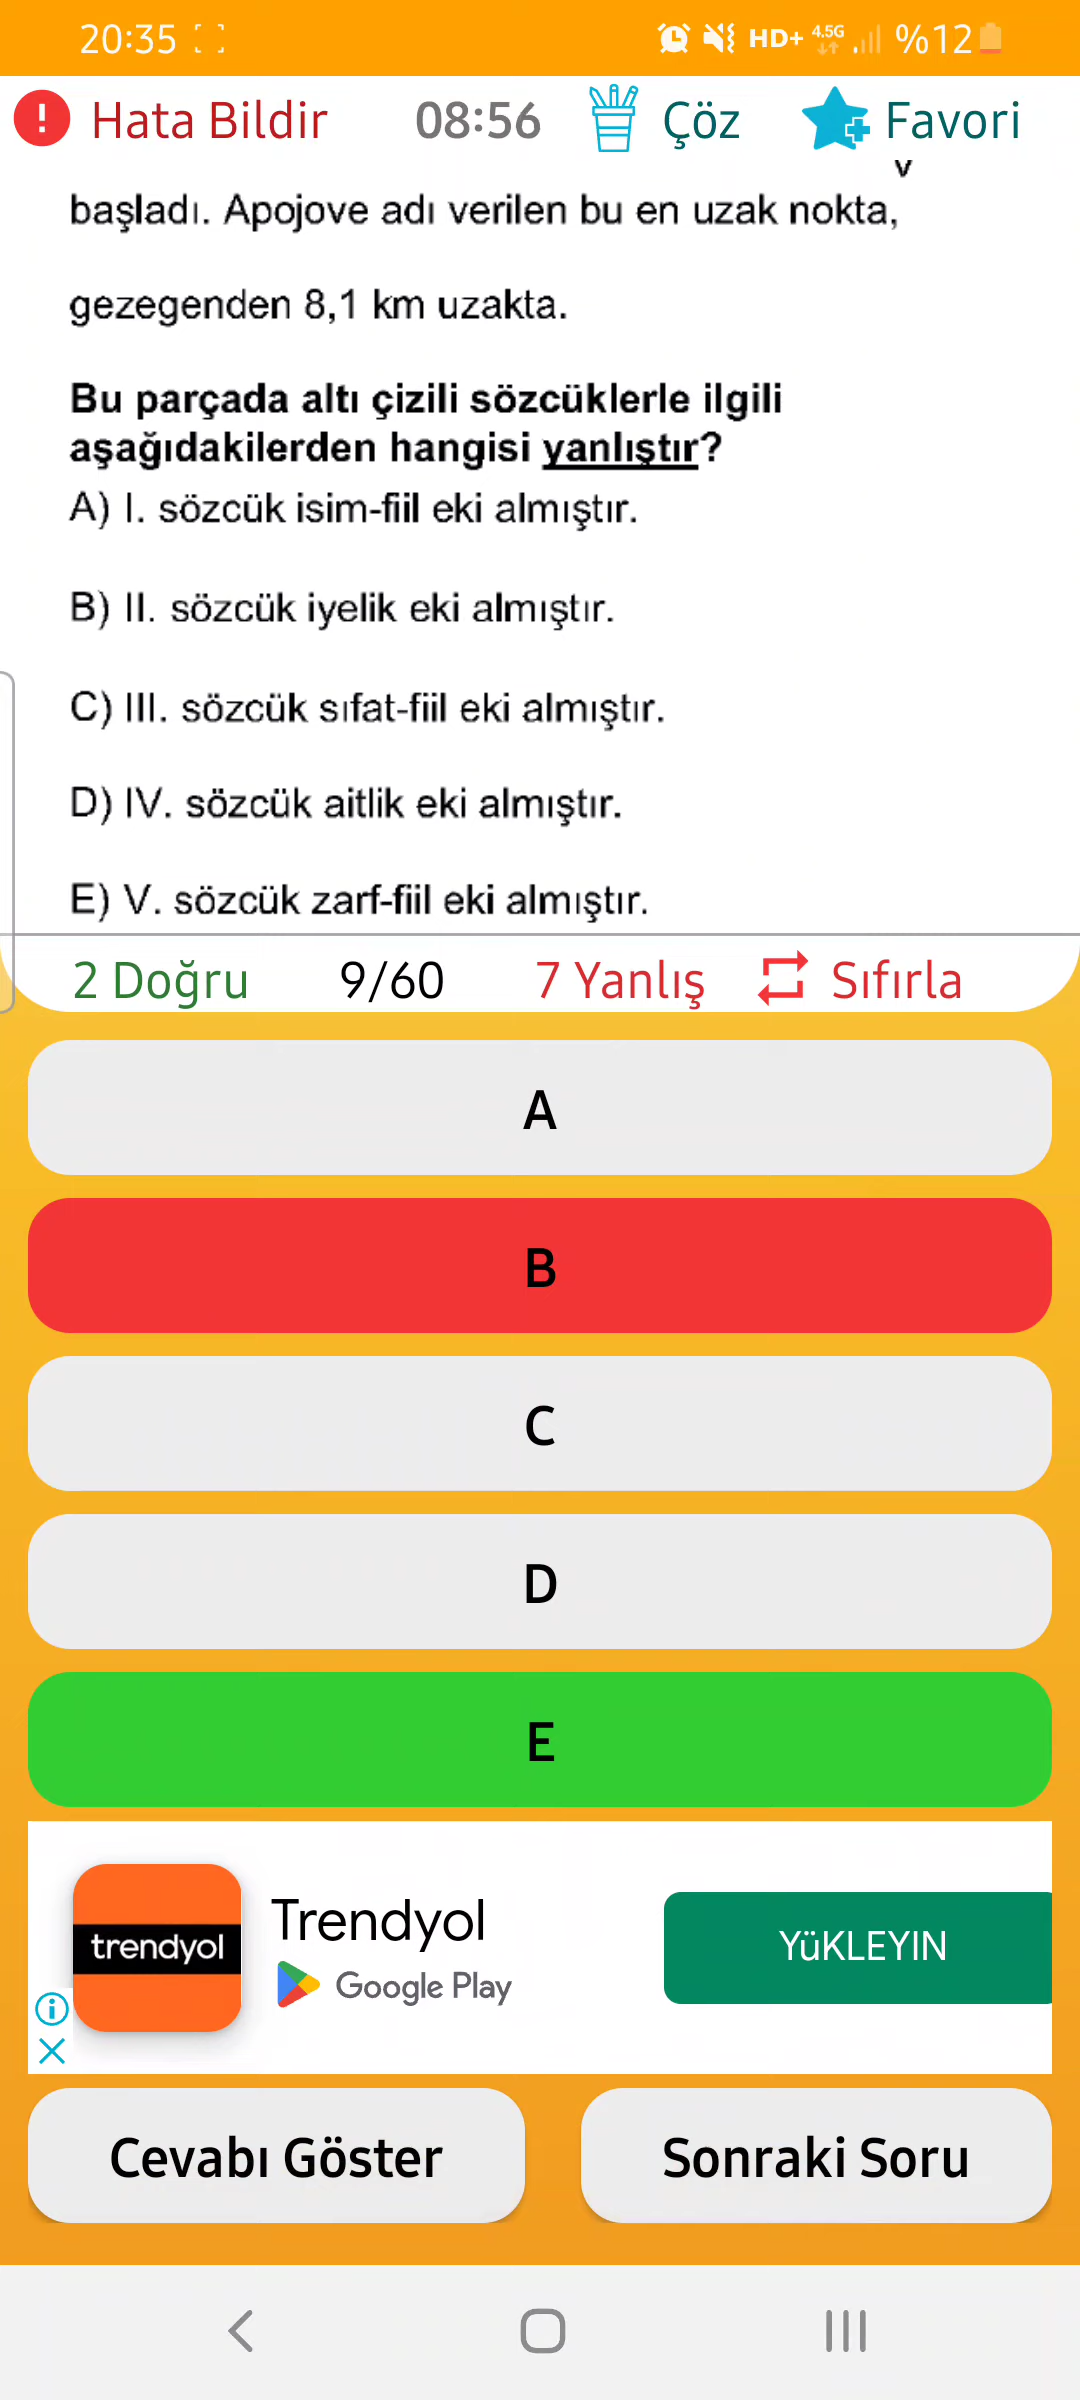 20:35
HD+ 4.5G %12
Hata Bildir 08:56 Çöz Favori
V
başladı. Apojove adı verilen bu en uzak nokta,
gezegenden 8,1 km uzakta.
Bu parçada altı çizili sözcüklerle ilgili
aşağıdakilerden hangisi yanlıştır?
A) I. sözcük isim-fiil eki almıştır.
B) II. sözcük iyelik eki almıştır.
C) III. sözcük sıfat-fiil eki almıştır.
D) IV. sözcük aitlik eki almıştır.
E) V. sözcük zarf-fiil eki almıştır.
2 Doğru 9/60 7 Yanlış Sıfırla
A
B
C
D
E
trendyol
Trendyol
Google Play
YüKLEYIN
Cevabı Göster Sonraki Soru